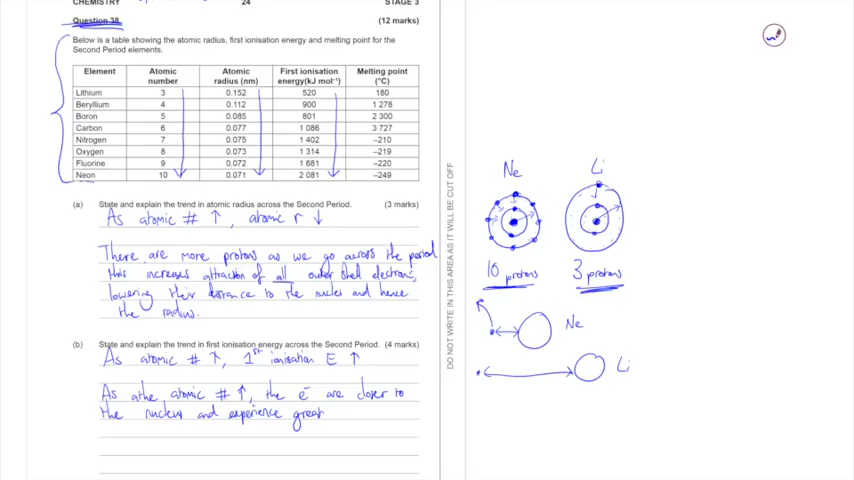 CHEMISTRY 24 STAGE 3
Question 38 (12 marks)
Below is a table showing the atomic radius, first ionisation energy and melting point for the
Second Period elements.
Element Atomic number Atomic radius (nm) First ionisation energy(kJ mol⁻¹) Melting point (°C)
Lithium 3 0.152 520 180
Beryllium 4 0.112 900 1 278
Boron 5 0.085 801 2 300
Carbon 6 0.077 1 086 3 727
Nitrogen 7 0.075 1 402 –210
Oxygen 8 0.073 1 314 –219
Fluorine 9 0.072 1 681 –220
Neon 10 0.071 2 081 –249
(a) State and explain the trend in atomic radius across the Second Period. (3 marks)
As atomic # ↑, atomic r ↓
There are more protons as we go across the period
this increases attraction of all outer shell electrons,
lowering their distance to the nuclei and hence
the radius.
(b) State and explain the trend in first ionisation energy across the Second Period. (4 marks)
As atomic # ↑, 1st ionisation E ↑
As athe atomic # ↑, the e⁻ are closer to
the nucleus and experience great
DO NOT WRITE IN THIS AREA AS IT WILL BE CUT OFF
Ne Li
10 protons 3 protons
Ne
Li